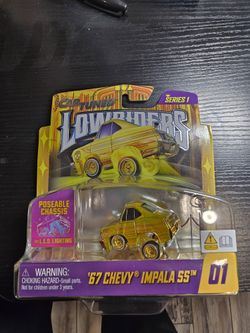 SERIES 1
LOWRIDERS
POSEABLE
CHASSIS
L.E.D. LIGHTING
WARNING:
CHOKING HAZARD-Small parts.
Not for children under 3 years.
'67 CHEVY® IMPALA SS™
01